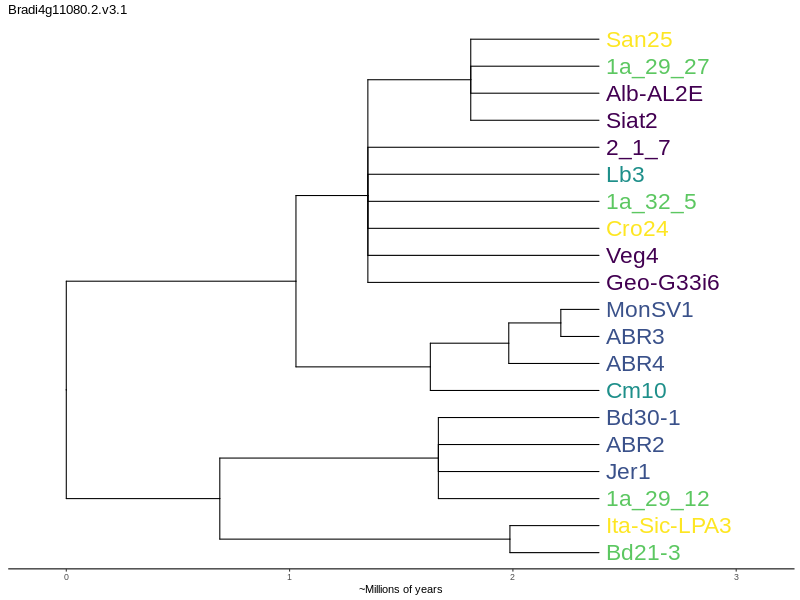 Bradi4g11080.2.v3.1
San25
1a_29_27
Alb-AL2E
Siat2
2_1_7
Lb3
1a_32_5
Cro24
Veg4
Geo-G33i6
MonSV1
ABR3
ABR4
Cm10
Bd30-1
ABR2
Jer1
1a_29_12
Ita-Sic-LPA3
Bd21-3
0 1 2 3
~Millions of years